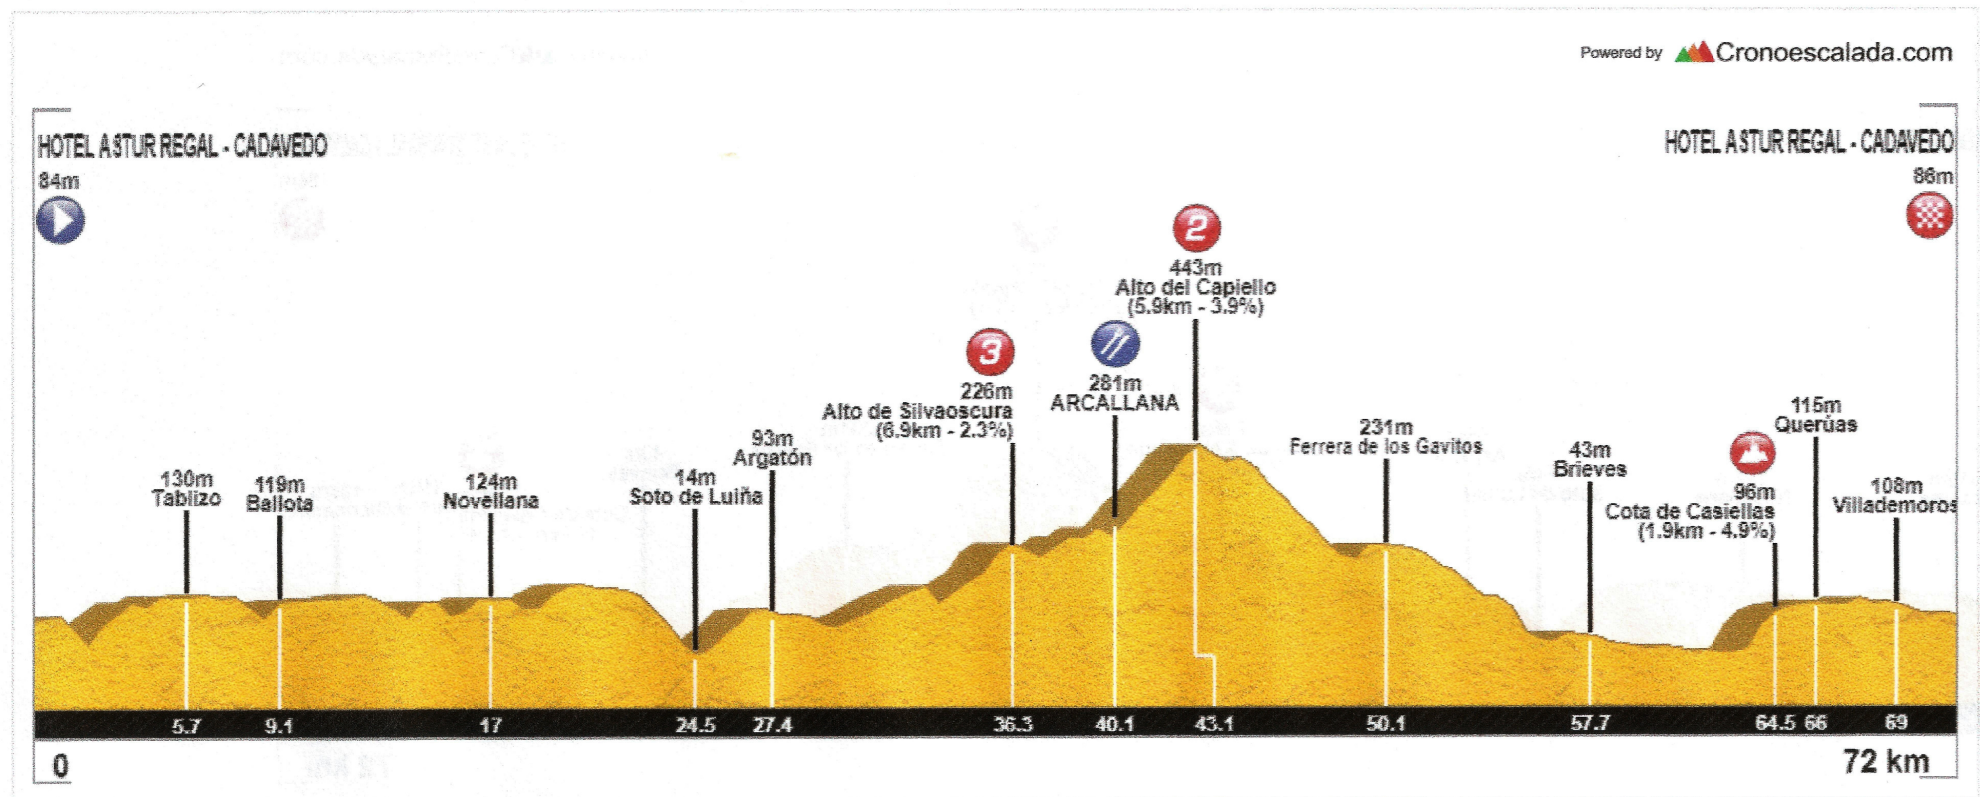 Powered by Cronoescalada.com
HOTEL ASTUR REGAL - CADAVEDO
84m
HOTEL ASTUR REGAL - CADAVEDO
86m
130m
Tablizo
119m
Ballota
124m
Novellana
14m
Soto de Luiña
93m
Argatón
3
226m
Alto de Silvaoscura
(6.9km - 2.3%)
281m
ARCALLANA
2
443m
Alto del Capiello
(5.9km - 3.9%)
231m
Ferrera de los Gavitos
43m
Brieves
96m
Cota de Casiellas
(1.9km - 4.9%)
115m
Querúas
108m
Villademoros
5.7 9.1 17 24.5 27.4 36.3 40.1 43.1 50.1 57.7 64.5 66 69
0
72 km